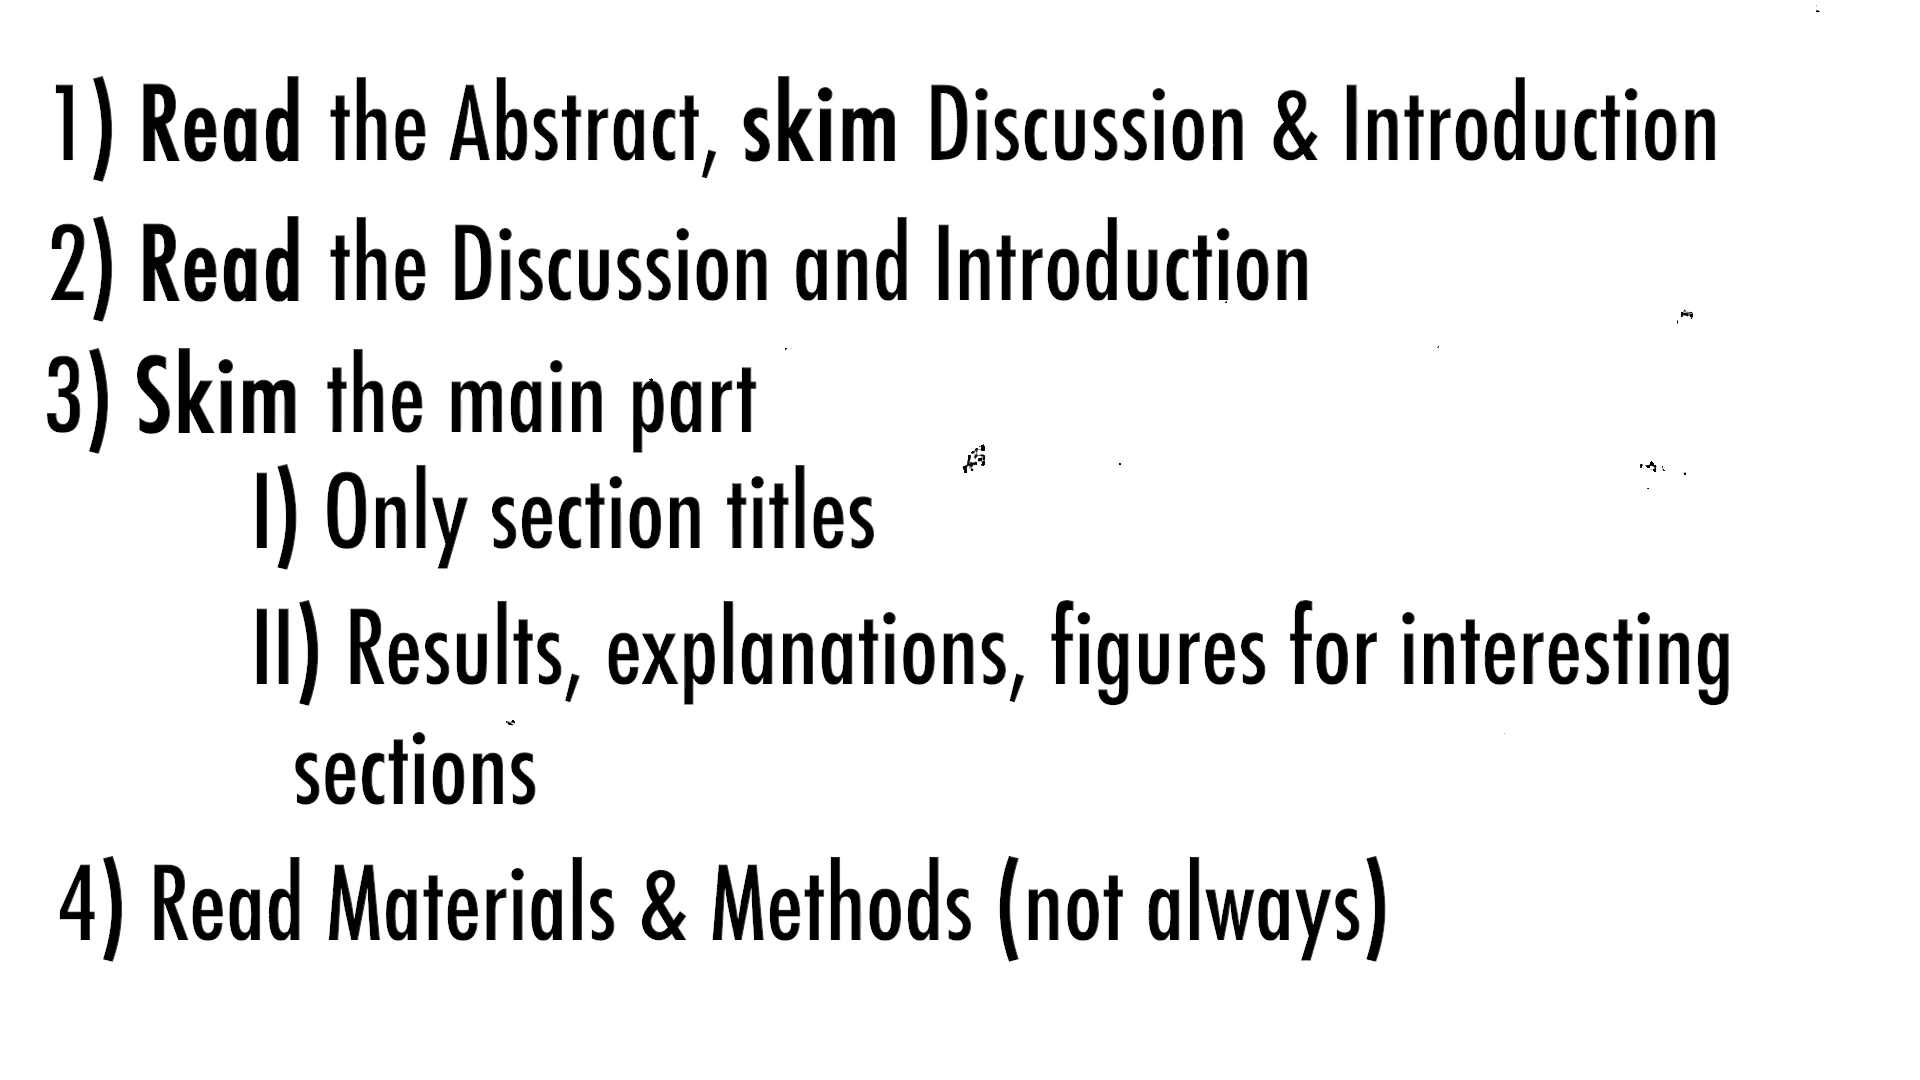 1) Read the Abstract, skim Discussion & Introduction
2) Read the Discussion and Introduction
3) Skim the main part
I) Only section titles
II) Results, explanations, figures for interesting
sections
4) Read Materials & Methods (not always)